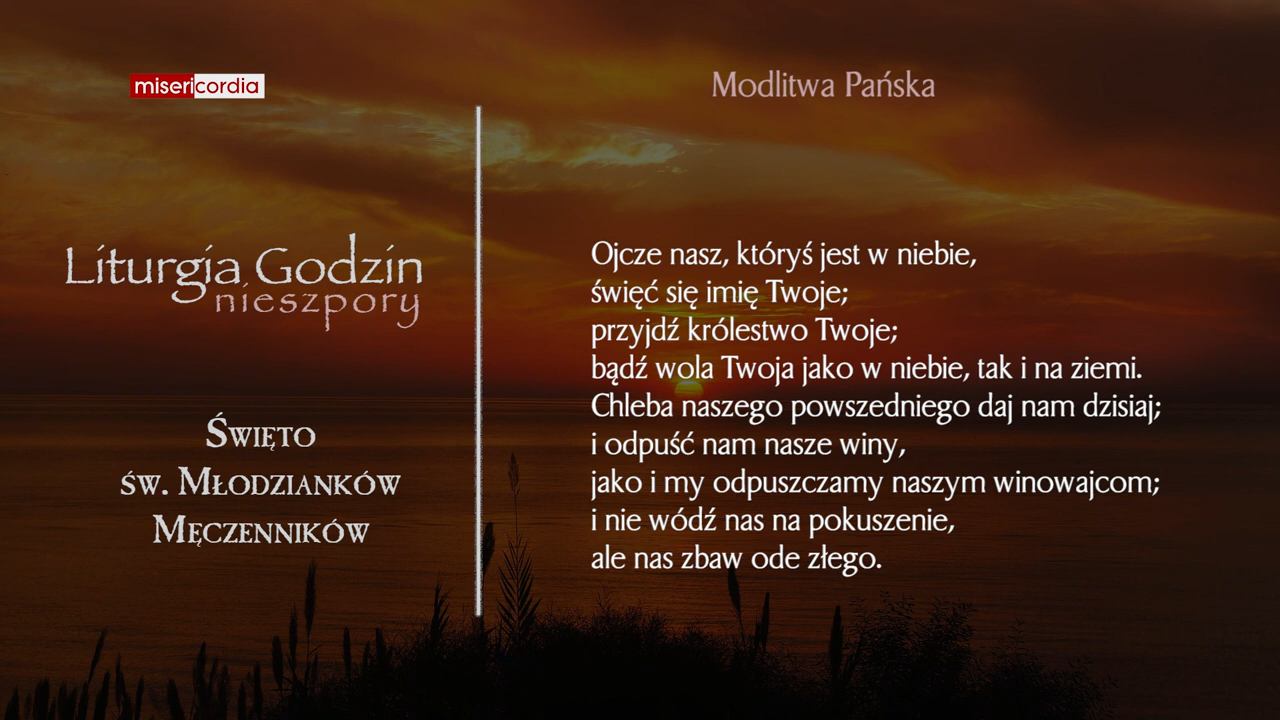 misericordia
Liturgia Godzin
nieszpory
Święto
św. Młodzianków
Męczenników
Modlitwa Pańska
Ojcze nasz, któryś jest w niebie,
święć się imię Twoje;
przyjdź królestwo Twoje;
bądź wola Twoja jako w niebie, tak i na ziemi.
Chleba naszego powszedniego daj nam dzisiaj;
i odpuść nam nasze winy,
jako i my odpuszczamy naszym winowajcom;
i nie wódź nas na pokuszenie,
ale nas zbaw ode złego.